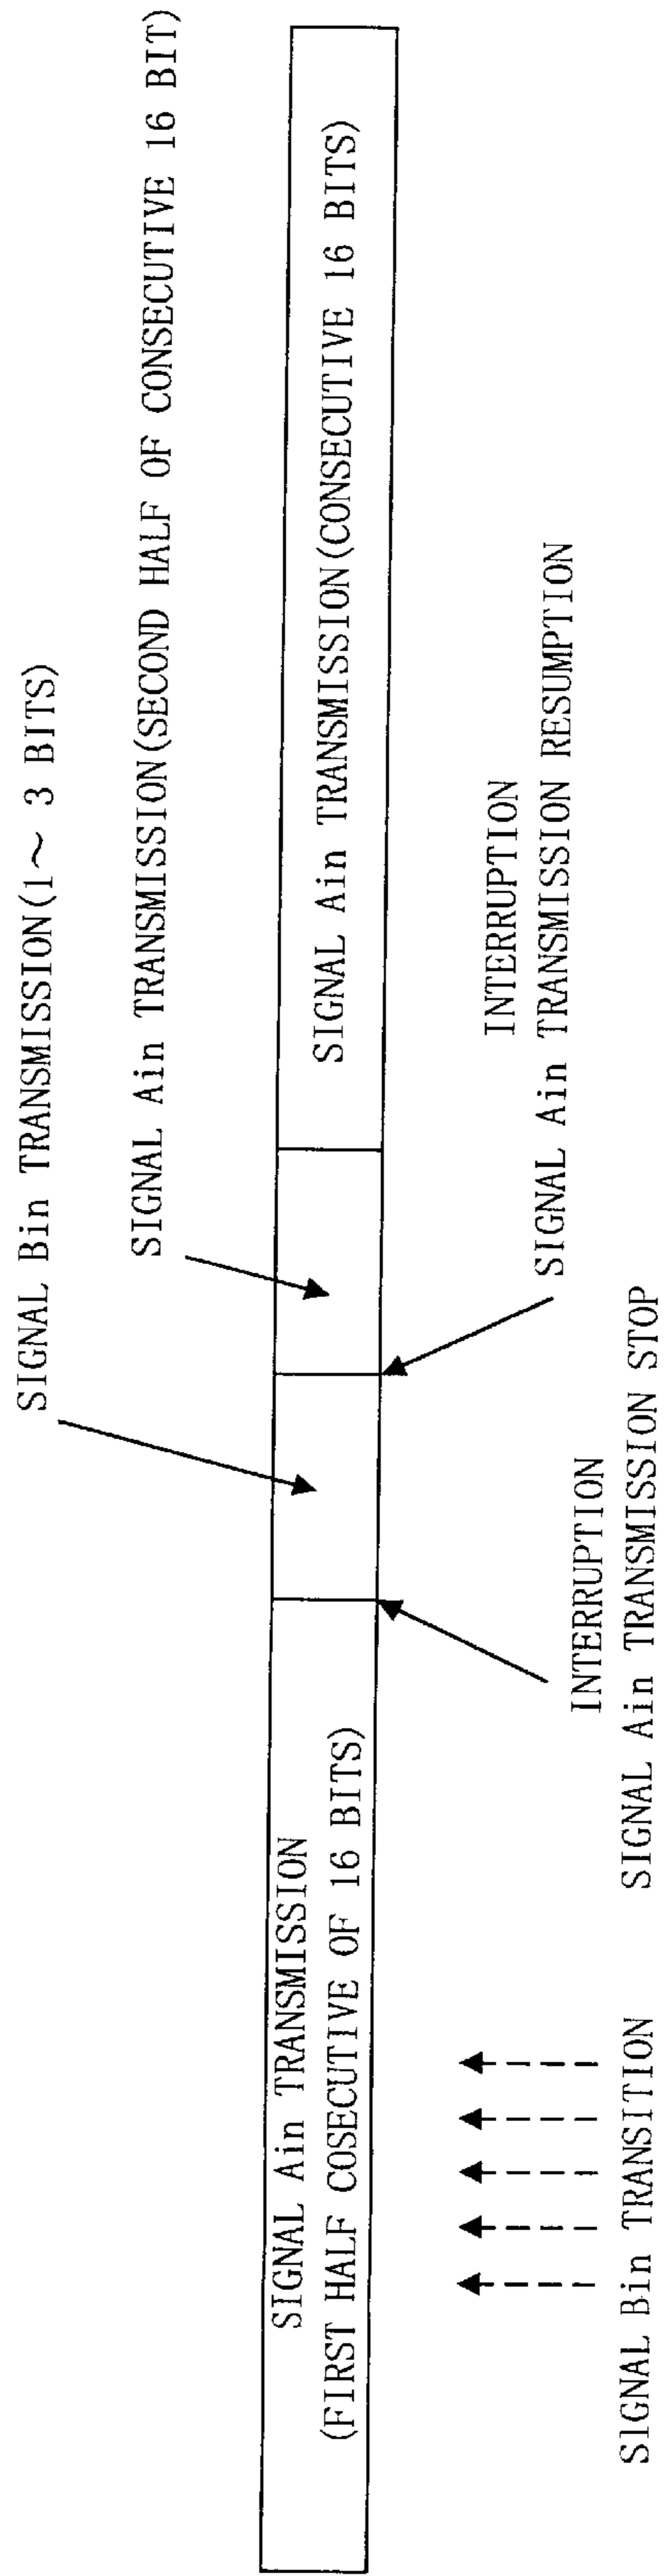 SIGNAL Bin TRANSMISSION(1~ 3 BITS)
SIGNAL Ain TRANSMISSION(SECOND HALF OF CONSECUTIVE 16 BIT)
SIGNAL Ain TRANSMISSION
(FIRST HALF COSECUTIVE OF 16 BITS)
SIGNAL Ain TRANSMISSION(CONSECUTIVE 16 BITS)
INTERRUPTION
SIGNAL Ain TRANSMISSION RESUMPTION
INTERRUPTION
SIGNAL Ain TRANSMISSION STOP
SIGNAL Bin TRANSITION